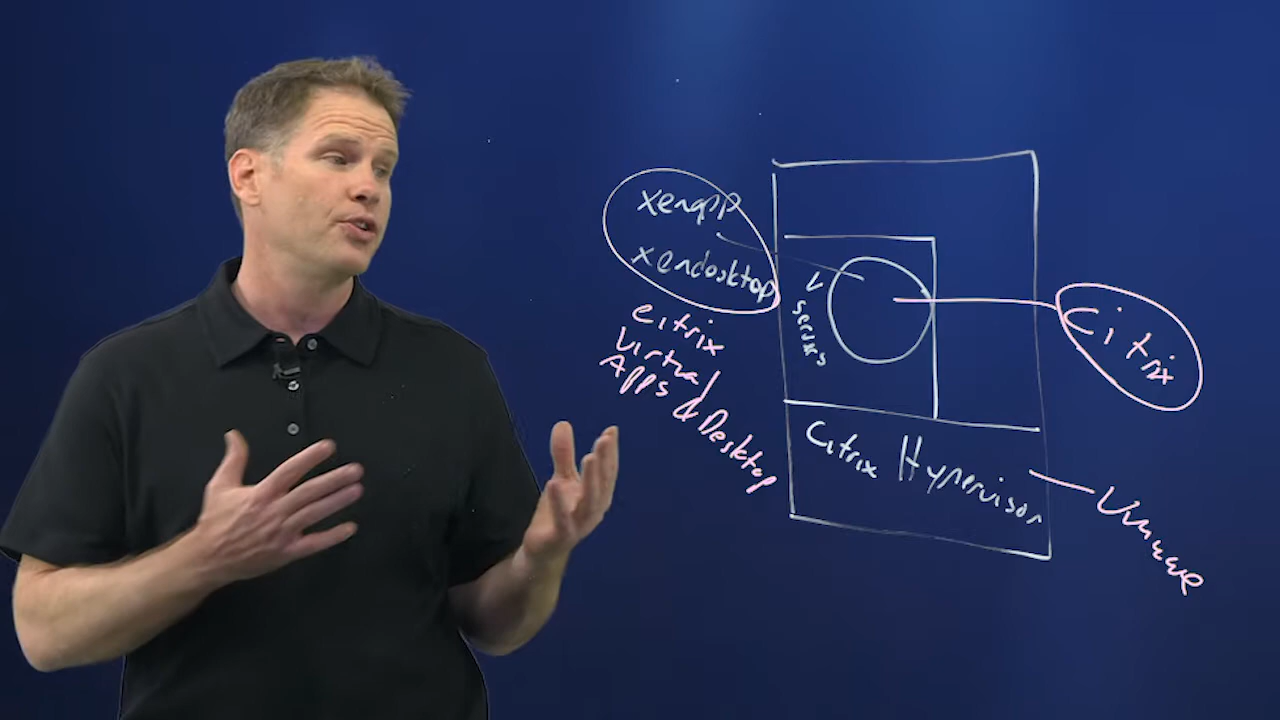 xenapp
xendesktop
Citrix
Virtual
Apps & Desktop
V
Servers
Citrix Hypervisor
Citrix
Vmware